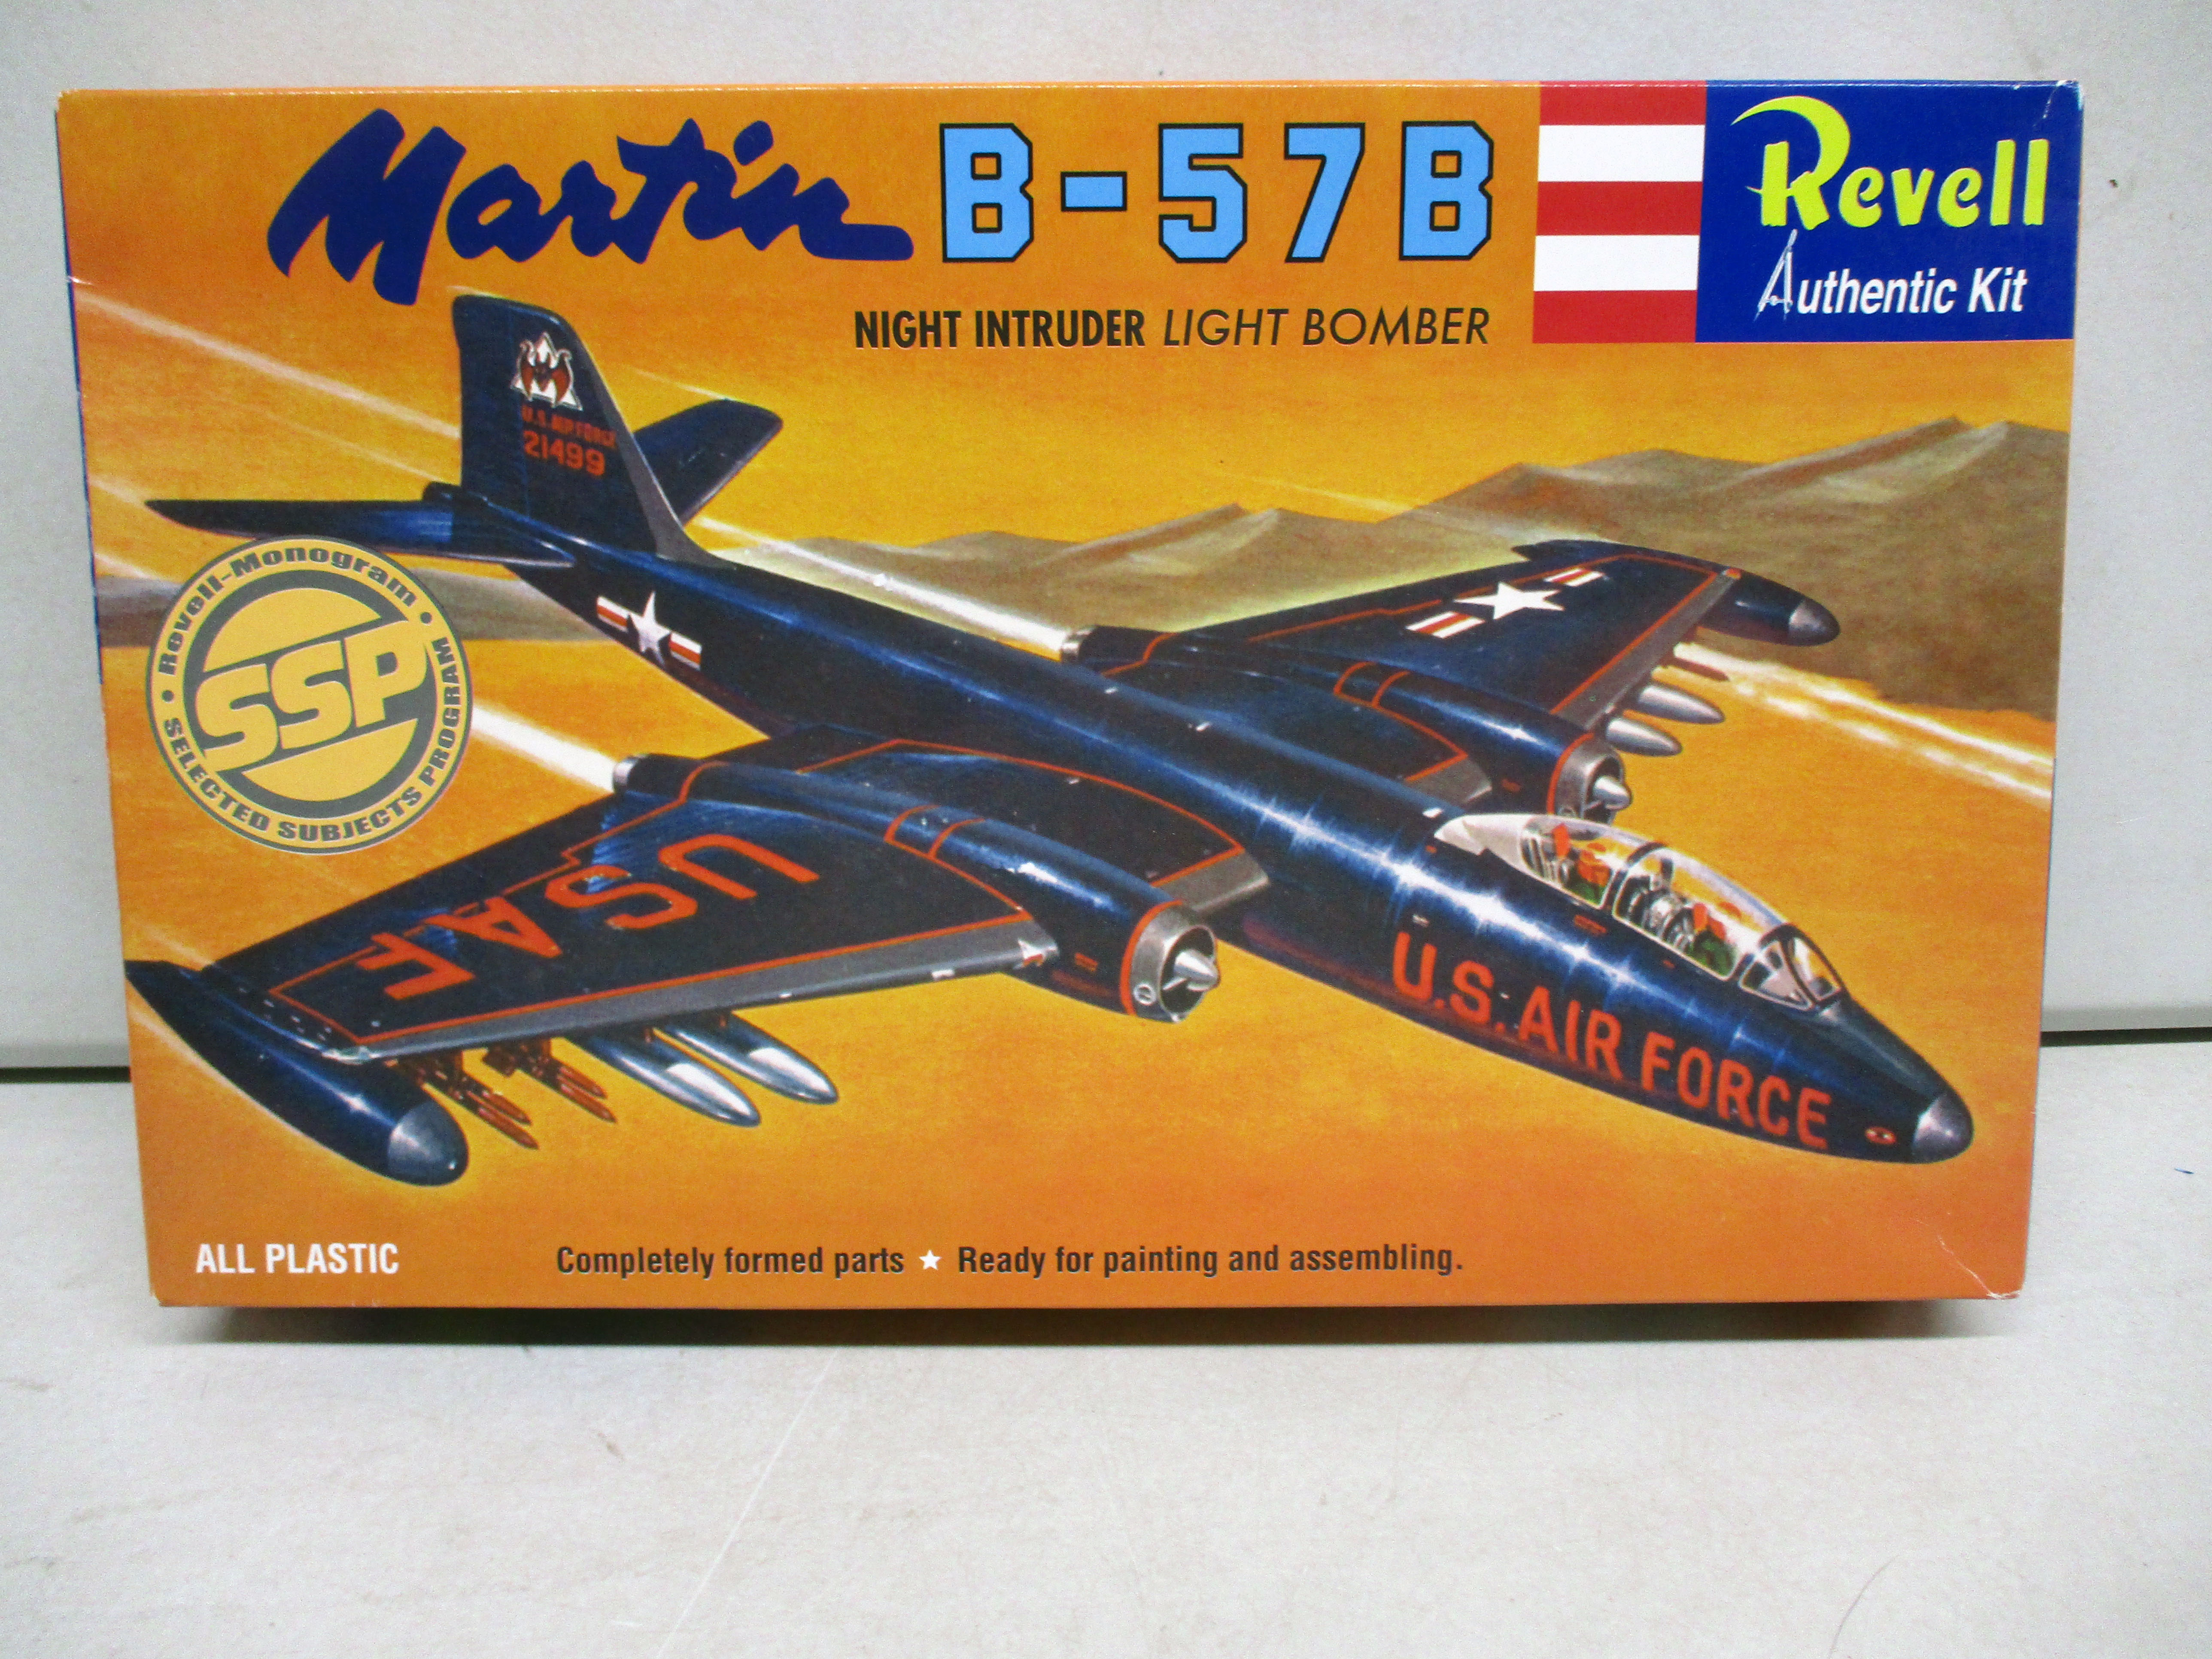 Martin B-57B
NIGHT INTRUDER LIGHT BOMBER
Revell
Authentic Kit
U.S. AIR FORCE
21499
• Revell-Monogram •
SSP
SELECTED SUBJECTS PROGRAM
USAF
U.S. AIR FORCE
ALL PLASTIC
Completely formed parts ★ Ready for painting and assembling.